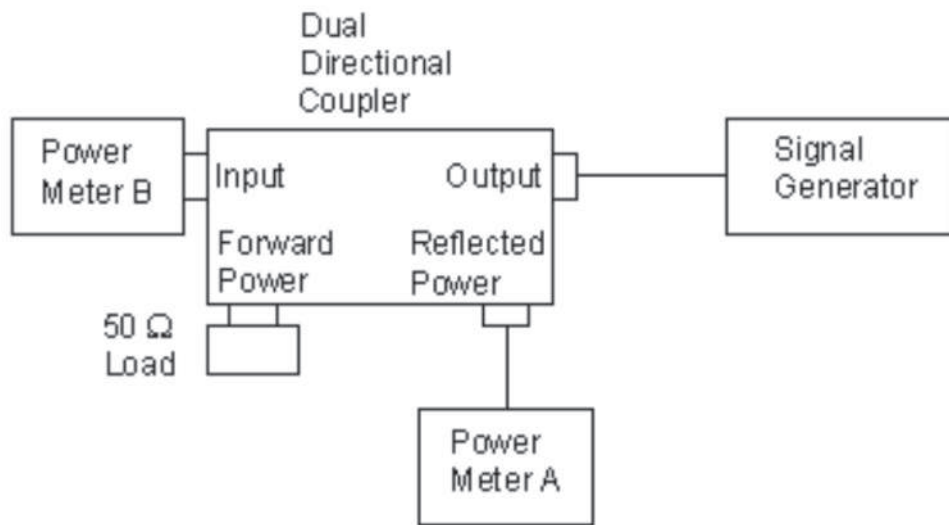 Dual
Directional
Coupler
Power
Meter B
Input
Output
Signal
Generator
Forward
Power
Reflected
Power
50 Ω
Load
Power
Meter A